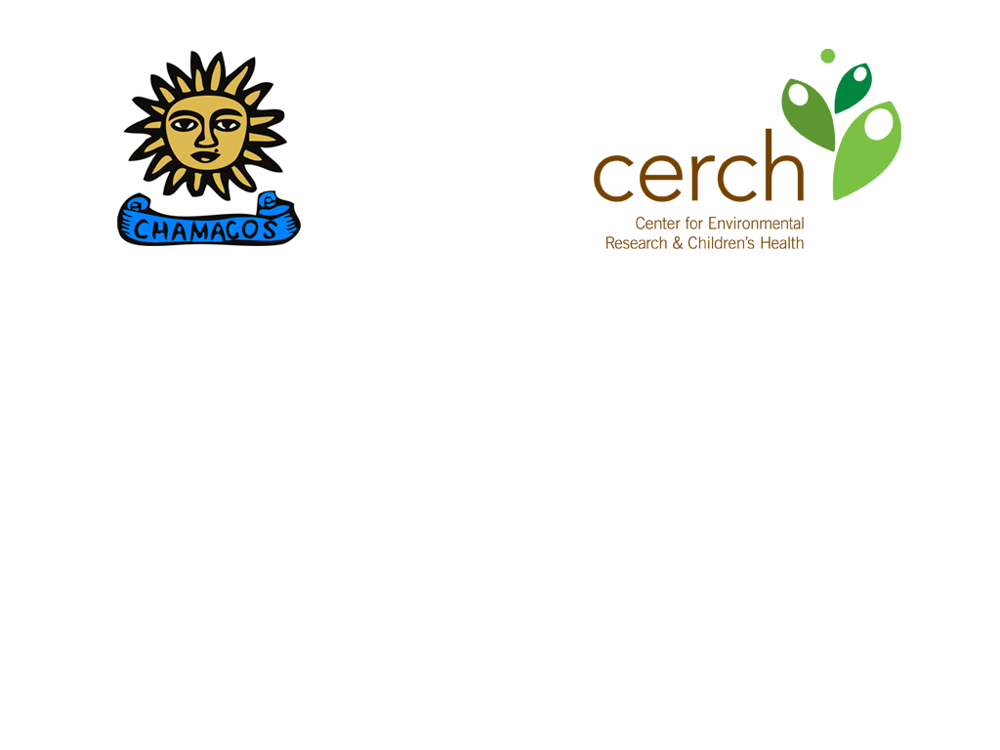 CHAMACOS
cerch
Center for Environmental
Research & Children's Health